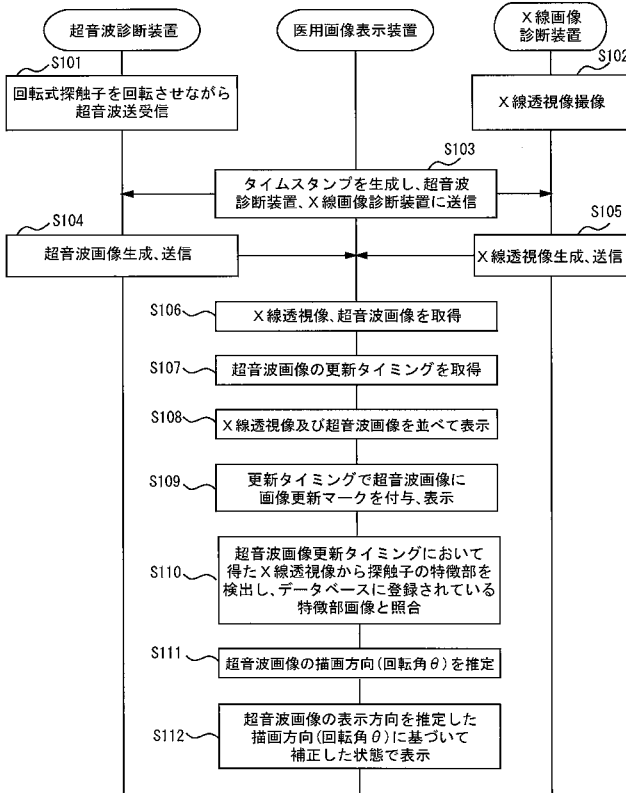 超音波診断装置
医用画像表示装置
X線画像
診断装置
S101
回転式探触子を回転させながら
超音波送受信
S102
X線透視像撮像
S103
タイムスタンプを生成し、超音波
診断装置、X線画像診断装置に送信
S104
超音波画像生成、送信
S105
X線透視像生成、送信
S106
X線透視像、超音波画像を取得
S107
超音波画像の更新タイミングを取得
S108
X線透視像及び超音波画像を並べて表示
S109
更新タイミングで超音波画像に
画像更新マークを付与、表示
S110
超音波画像更新タイミングにおいて
得たX線透視像から探触子の特徴部を
検出し、データベースに登録されている
特徴部画像と照合
S111
超音波画像の描画方向(回転角θ)を推定
S112
超音波画像の表示方向を推定した
描画方向(回転角θ)に基づいて
補正した状態で表示